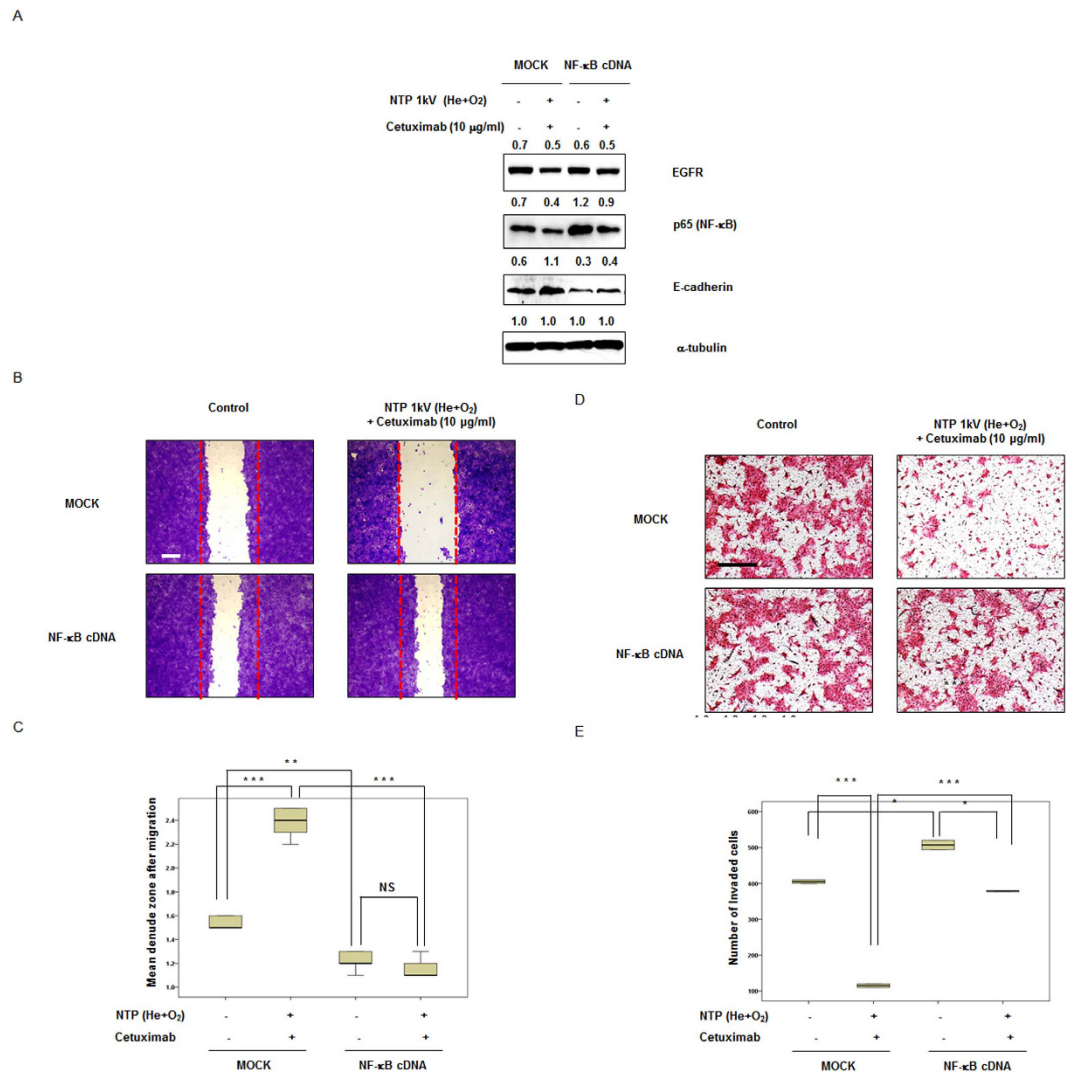 A
MOCK NF-κB cDNA
NTP 1kV (He+O₂) - + - +
Cetuximab (10 µg/ml) - + - +
0.7 0.5 0.6 0.5
EGFR
0.7 0.4 1.2 0.9
p65 (NF-κB)
0.6 1.1 0.3 0.4
E-cadherin
1.0 1.0 1.0 1.0
α-tubulin
B
Control
NTP 1kV (He+O₂)
+ Cetuximab (10 µg/ml)
MOCK
NF-κB cDNA
D
Control
NTP 1kV (He+O₂)
+ Cetuximab (10 µg/ml)
MOCK
NF-κB cDNA
C
Mean denude zone after migration
2.4
2.2
2.0
1.8
1.6
1.4
1.2
1.0
**
***
***
NS
NTP (He+O₂) - + - +
Cetuximab - + - +
MOCK NF-κB cDNA
E
Number of Invaded cells
600
500
400
300
200
100
***
***
*
*
NTP (He+O₂) - + - +
Cetuximab - + - +
MOCK NF-κB cDNA